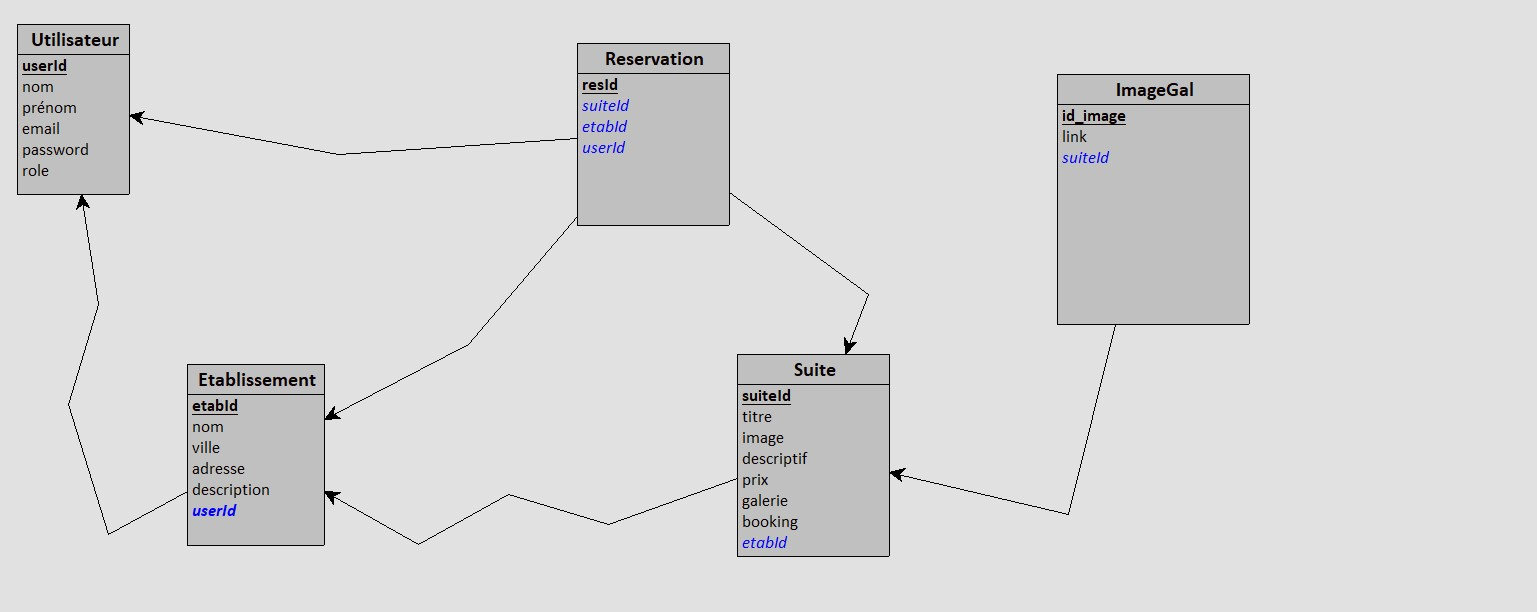 Utilisateur
userId
nom
prénom
email
password
role
Reservation
resId
suiteId
etabId
userId
ImageGal
id_image
link
suiteId
Etablissement
etabId
nom
ville
adresse
description
userId
Suite
suiteId
titre
image
descriptif
prix
galerie
booking
etabId